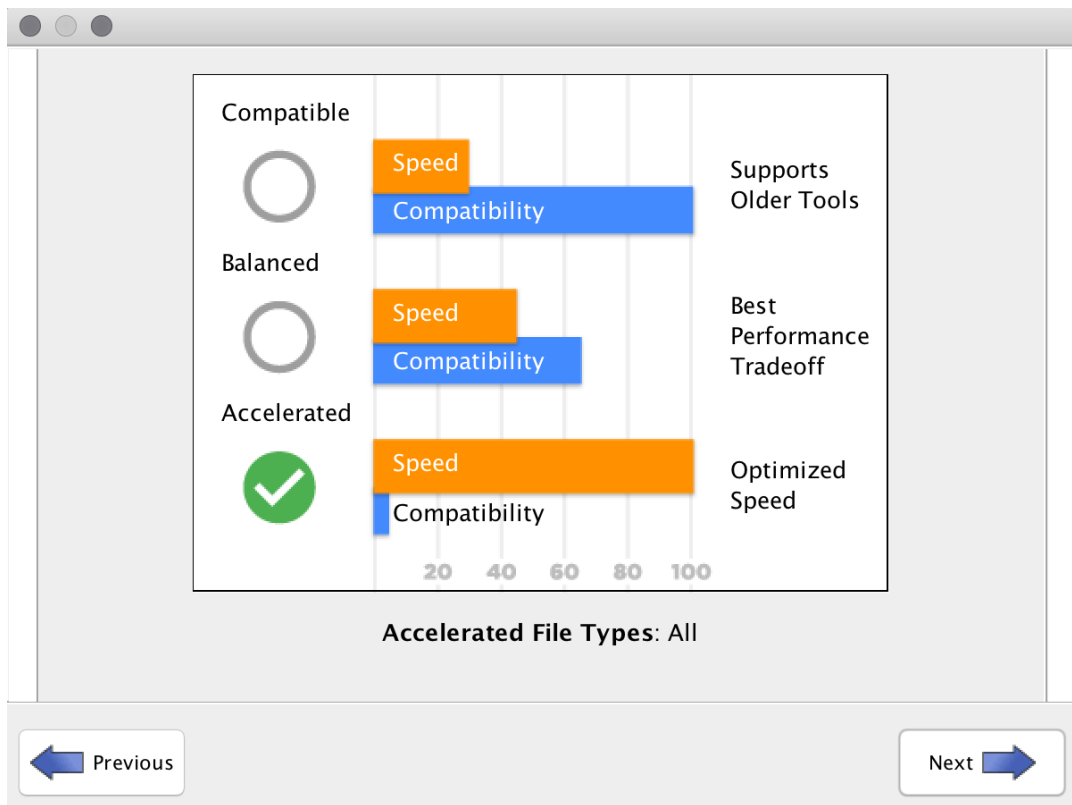 Compatible
Speed
Compatibility
Supports
Older Tools
Balanced
Speed
Compatibility
Best
Performance
Tradeoff
Accelerated
Speed
Compatibility
Optimized
Speed
20 40 60 80 100
Accelerated File Types: All
Previous
Next